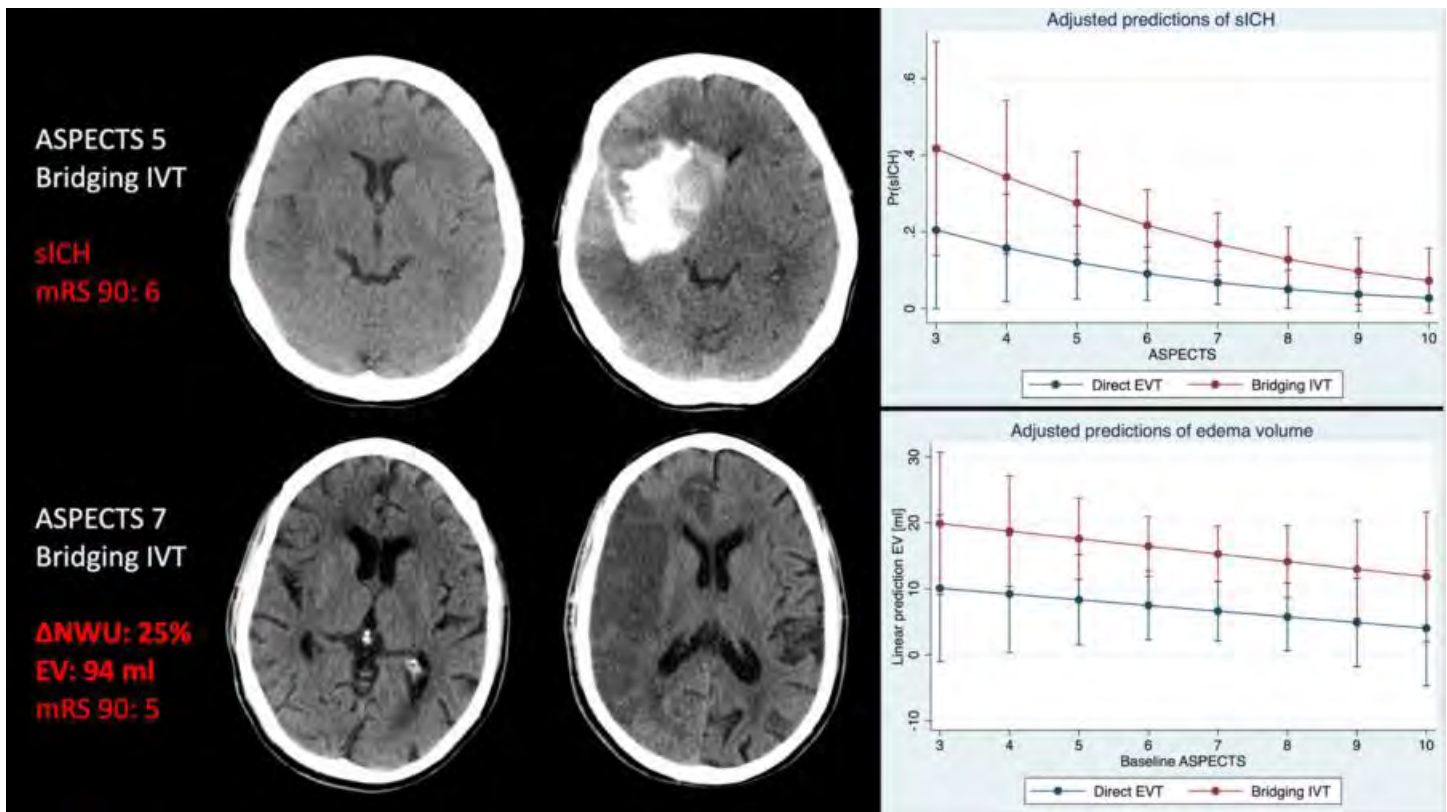 ASPECTS 5
Bridging IVT
sICH
mRS 90: 6
ASPECTS 7
Bridging IVT
ΔNWU: 25%
EV: 94 ml
mRS 90: 5
Adjusted predictions of sICH
Pr(sICH)
.6
.4
.2
0
3 4 5 6 7 8 9 10
ASPECTS
Direct EVT Bridging IVT
Adjusted predictions of edema volume
Linear prediction EV [ml]
30
20
10
0
-10
3 4 5 6 7 8 9 10
Baseline ASPECTS
Direct EVT Bridging IVT